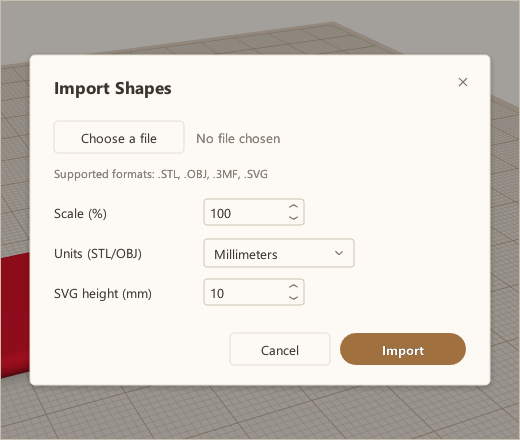 Import Shapes
Choose a file No file chosen
Supported formats: .STL, .OBJ, .3MF, .SVG
Scale (%) 100
Units (STL/OBJ) Millimeters
SVG height (mm) 10
Cancel Import